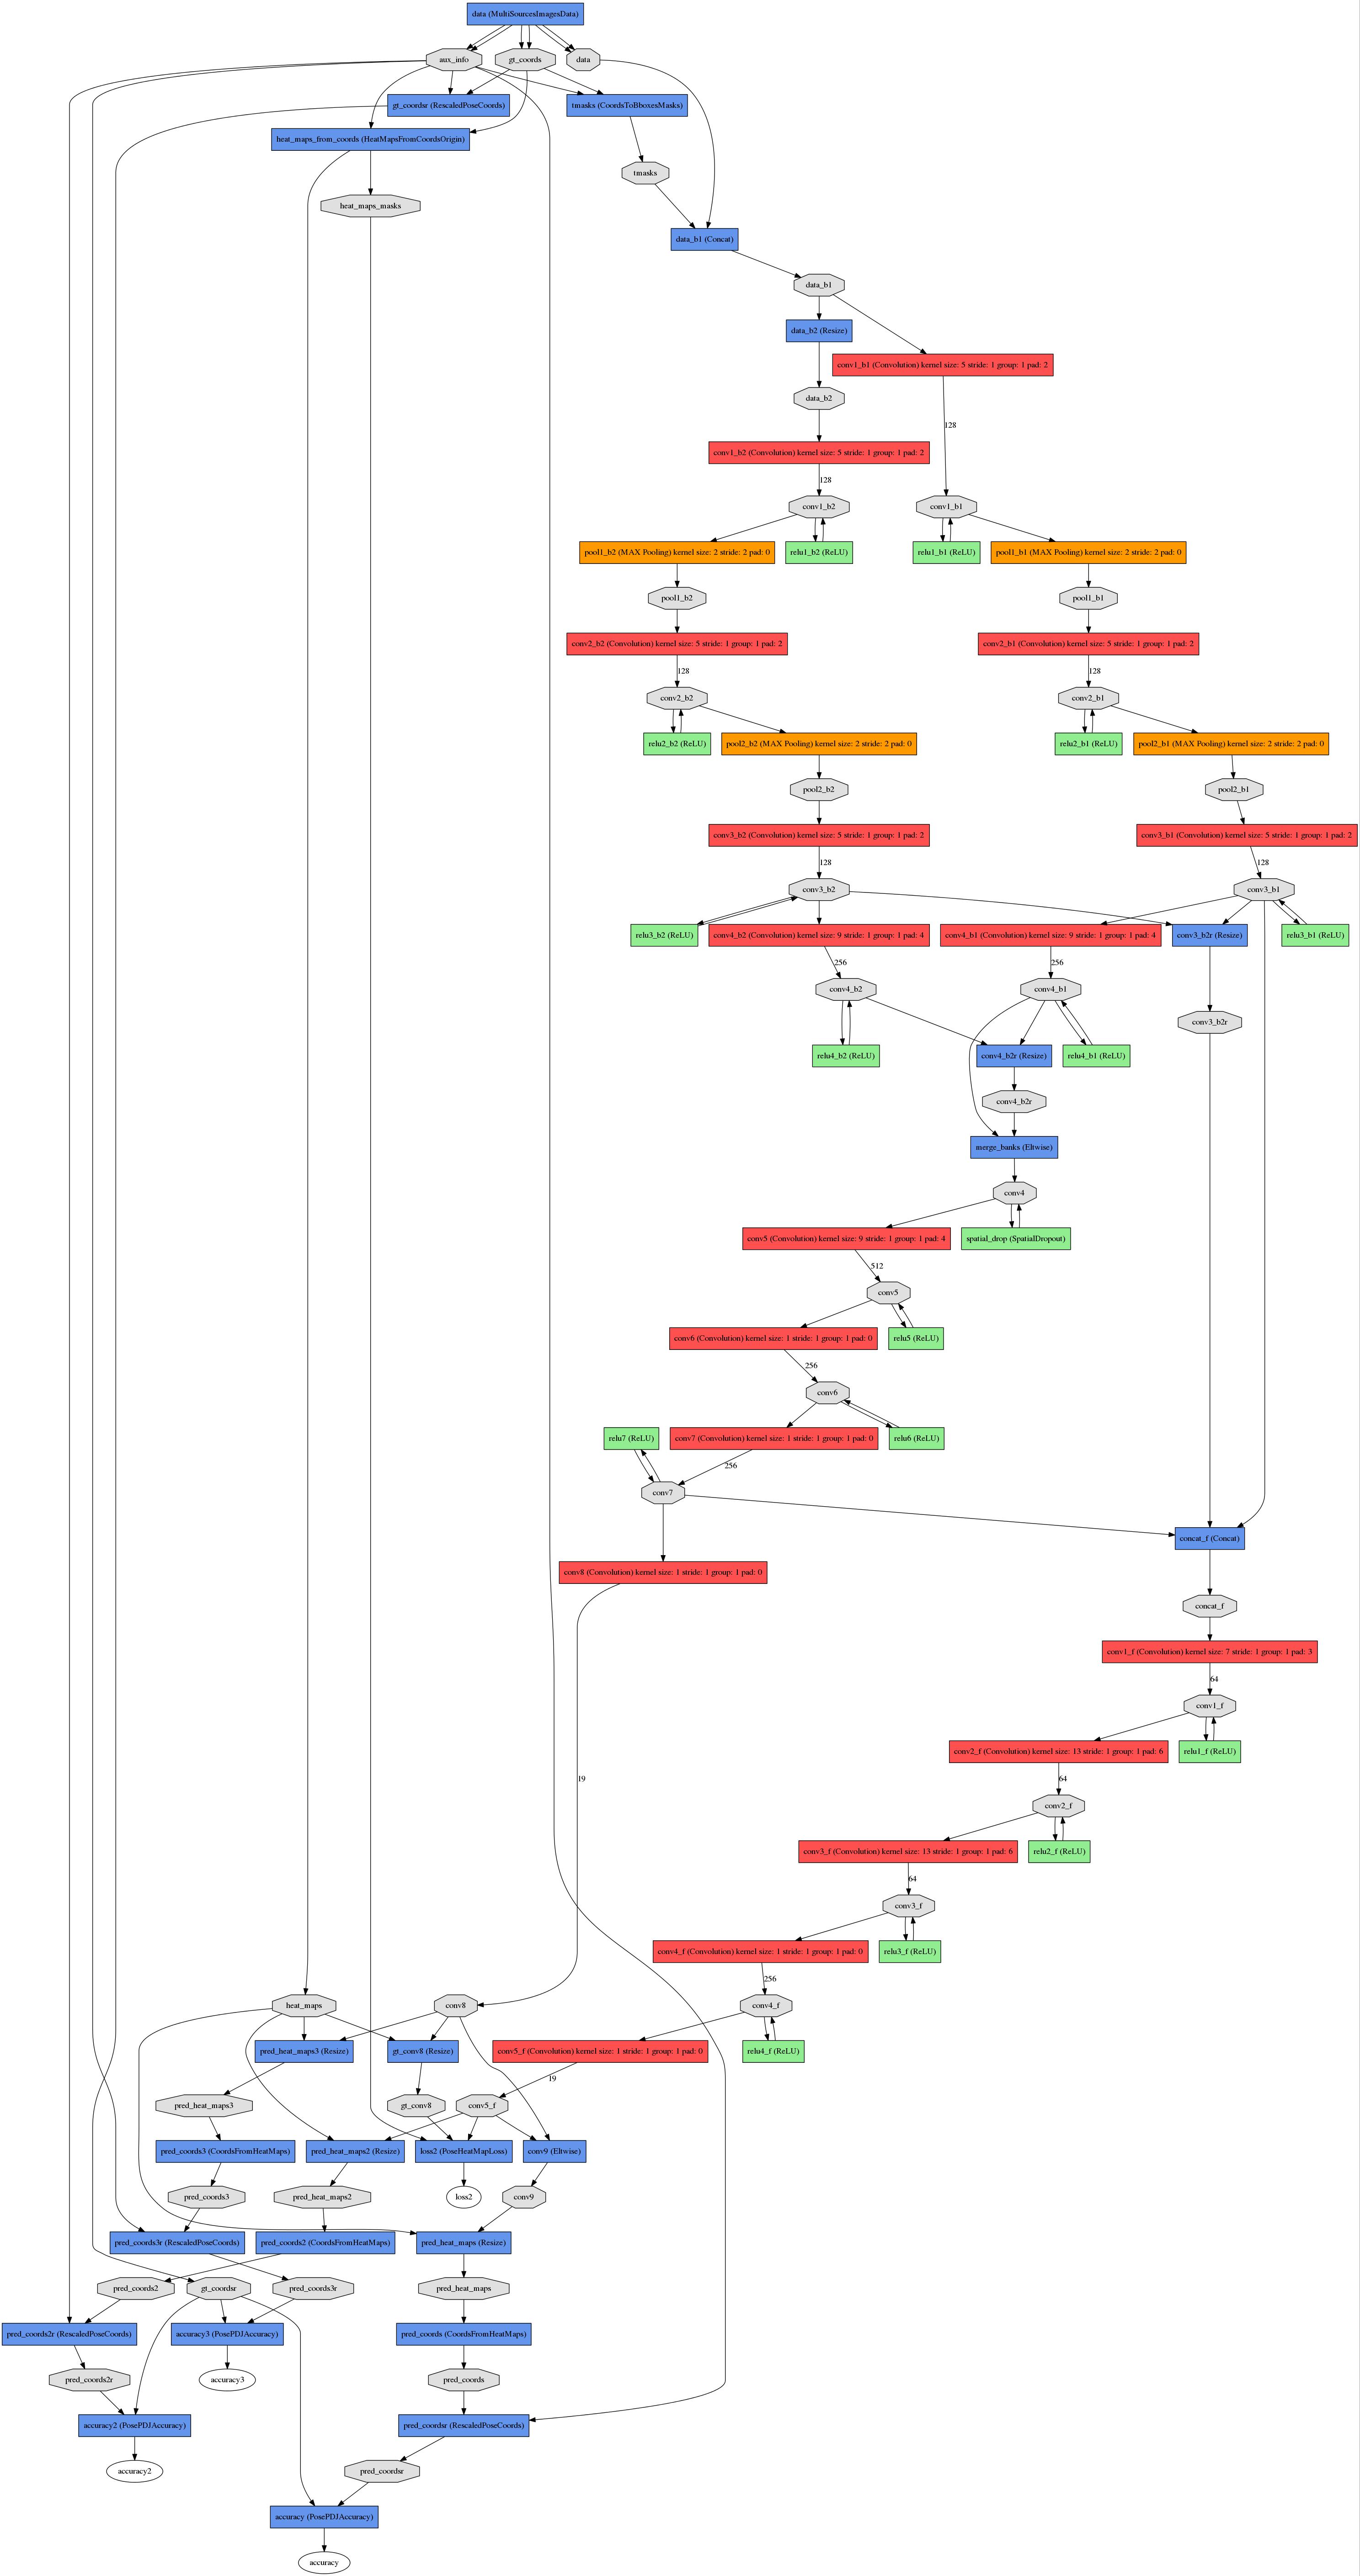 data (MultiSourcesImagesData)
aux_info
gt_coords
data
gt_coordsr (RescaledPoseCoords)
tmasks (CoordsToBboxesMasks)
heat_maps_from_coords (HeatMapsFromCoordsOrigin)
tmasks
heat_maps_masks
data_b1 (Concat)
data_b1
data_b2 (Resize)
conv1_b1 (Convolution) kernel size: 5 stride: 1 group: 1 pad: 2
data_b2
128
conv1_b2 (Convolution) kernel size: 5 stride: 1 group: 1 pad: 2
128
conv1_b2
conv1_b1
pool1_b2 (MAX Pooling) kernel size: 2 stride: 2 pad: 0
relu1_b2 (ReLU)
relu1_b1 (ReLU)
pool1_b1 (MAX Pooling) kernel size: 2 stride: 2 pad: 0
pool1_b2
pool1_b1
conv2_b2 (Convolution) kernel size: 5 stride: 1 group: 1 pad: 2
conv2_b1 (Convolution) kernel size: 5 stride: 1 group: 1 pad: 2
128
128
conv2_b2
conv2_b1
relu2_b2 (ReLU)
pool2_b2 (MAX Pooling) kernel size: 2 stride: 2 pad: 0
relu2_b1 (ReLU)
pool2_b1 (MAX Pooling) kernel size: 2 stride: 2 pad: 0
pool2_b2
pool2_b1
conv3_b2 (Convolution) kernel size: 5 stride: 1 group: 1 pad: 2
conv3_b1 (Convolution) kernel size: 5 stride: 1 group: 1 pad: 2
128
128
conv3_b2
conv3_b1
relu3_b2 (ReLU)
conv4_b2 (Convolution) kernel size: 9 stride: 1 group: 1 pad: 4
conv4_b1 (Convolution) kernel size: 9 stride: 1 group: 1 pad: 4
conv3_b2r (Resize)
relu3_b1 (ReLU)
256
256
conv4_b2
conv4_b1
conv3_b2r
relu4_b2 (ReLU)
conv4_b2r (Resize)
relu4_b1 (ReLU)
conv4_b2r
merge_banks (Eltwise)
conv4
conv5 (Convolution) kernel size: 9 stride: 1 group: 1 pad: 4
spatial_drop (SpatialDropout)
512
conv5
conv6 (Convolution) kernel size: 1 stride: 1 group: 1 pad: 0
relu5 (ReLU)
256
conv6
relu7 (ReLU)
conv7 (Convolution) kernel size: 1 stride: 1 group: 1 pad: 0
relu6 (ReLU)
256
conv7
concat_f (Concat)
conv8 (Convolution) kernel size: 1 stride: 1 group: 1 pad: 0
concat_f
conv1_f (Convolution) kernel size: 7 stride: 1 group: 1 pad: 3
64
conv1_f
conv2_f (Convolution) kernel size: 13 stride: 1 group: 1 pad: 6
relu1_f (ReLU)
19
64
conv2_f
conv3_f (Convolution) kernel size: 13 stride: 1 group: 1 pad: 6
relu2_f (ReLU)
64
conv3_f
conv4_f (Convolution) kernel size: 1 stride: 1 group: 1 pad: 0
relu3_f (ReLU)
256
heat_maps
conv8
conv4_f
pred_heat_maps3 (Resize)
gt_conv8 (Resize)
conv5_f (Convolution) kernel size: 1 stride: 1 group: 1 pad: 0
relu4_f (ReLU)
19
pred_heat_maps3
gt_conv8
conv5_f
pred_coords3 (CoordsFromHeatMaps)
pred_heat_maps2 (Resize)
loss2 (PoseHeatMapLoss)
conv9 (Eltwise)
pred_coords3
pred_heat_maps2
loss2
conv9
pred_coords3r (RescaledPoseCoords)
pred_coords2 (CoordsFromHeatMaps)
pred_heat_maps (Resize)
pred_coords2
gt_coordsr
pred_coords3r
pred_heat_maps
pred_coords2r (RescaledPoseCoords)
accuracy3 (PosePDJAccuracy)
pred_coords (CoordsFromHeatMaps)
pred_coords2r
accuracy3
pred_coords
accuracy2 (PosePDJAccuracy)
pred_coordsr (RescaledPoseCoords)
accuracy2
pred_coordsr
accuracy (PosePDJAccuracy)
accuracy